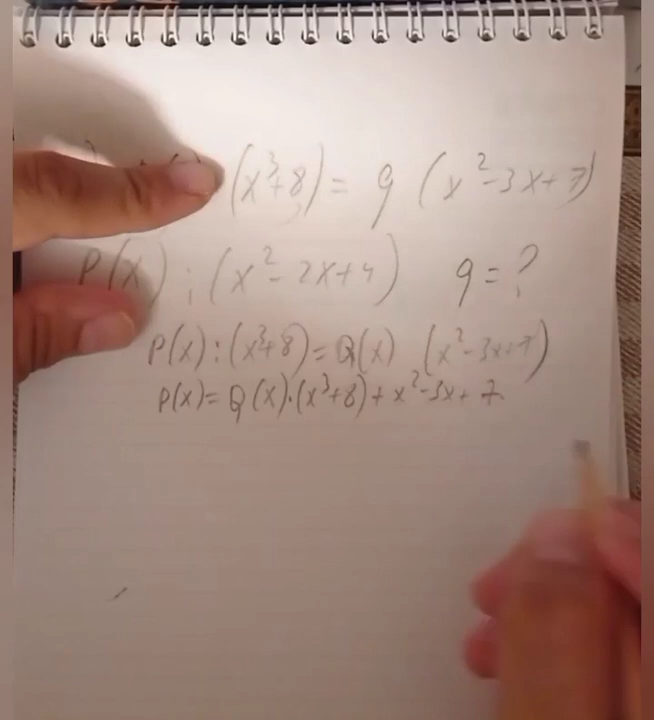 (x³+8) = q (x²-3x+7)
P(x) : (x²-2x+4) q=?
P(x):(x³+8)=Q(x) (x²-3x+7)
P(x)=Q(x)·(x³+8)+x²-3x+7.